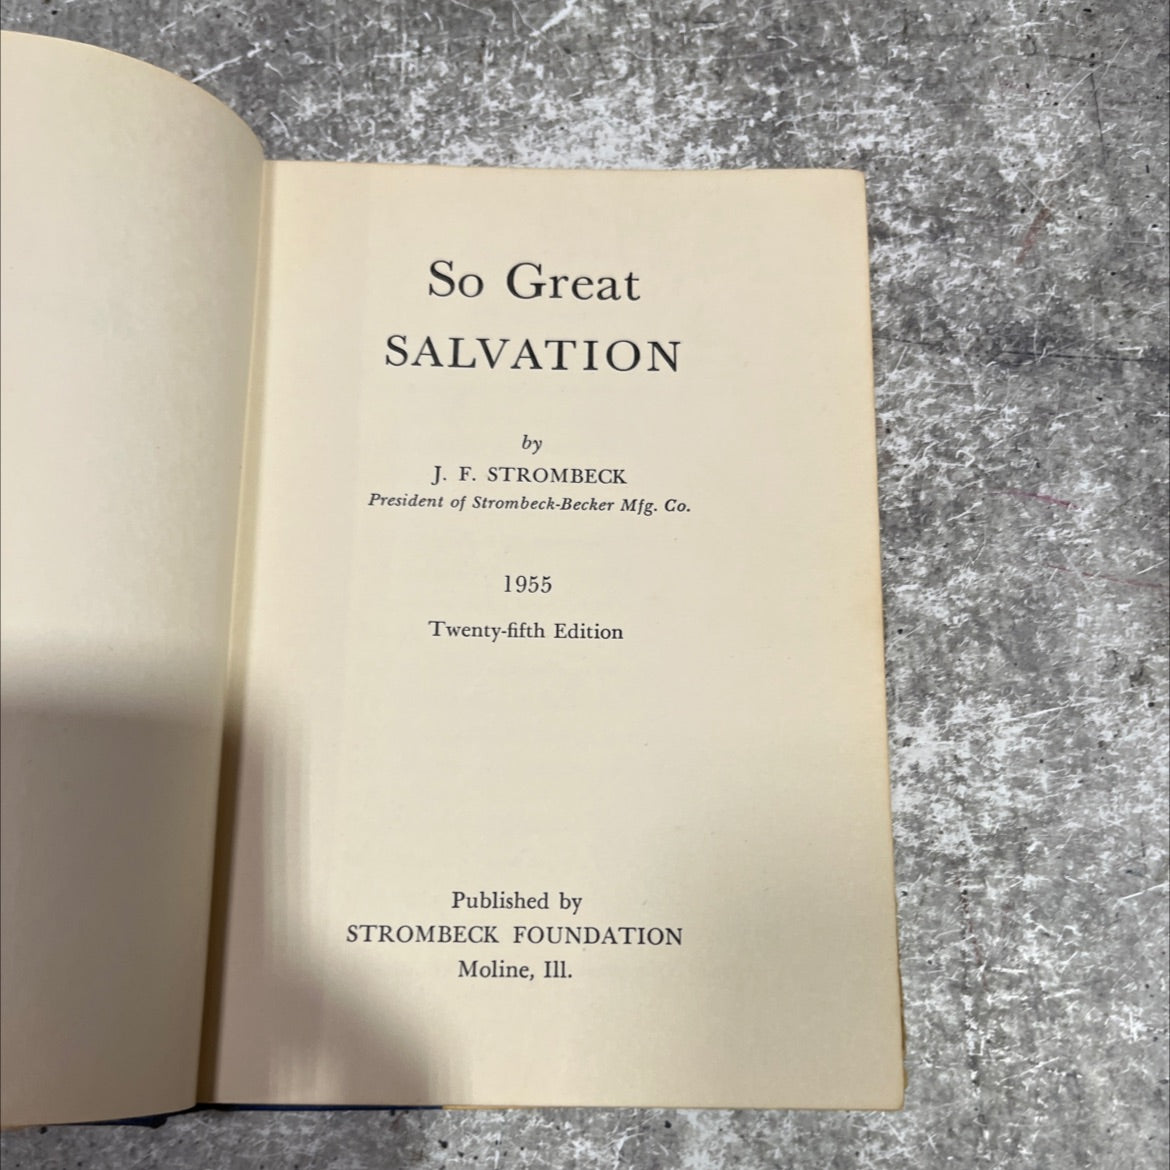 So Great
SALVATION
by
J. F. STROMBECK
President of Strombeck-Becker Mfg. Co.
1955
Twenty-fifth Edition
Published by
STROMBECK FOUNDATION
Moline, Ill.